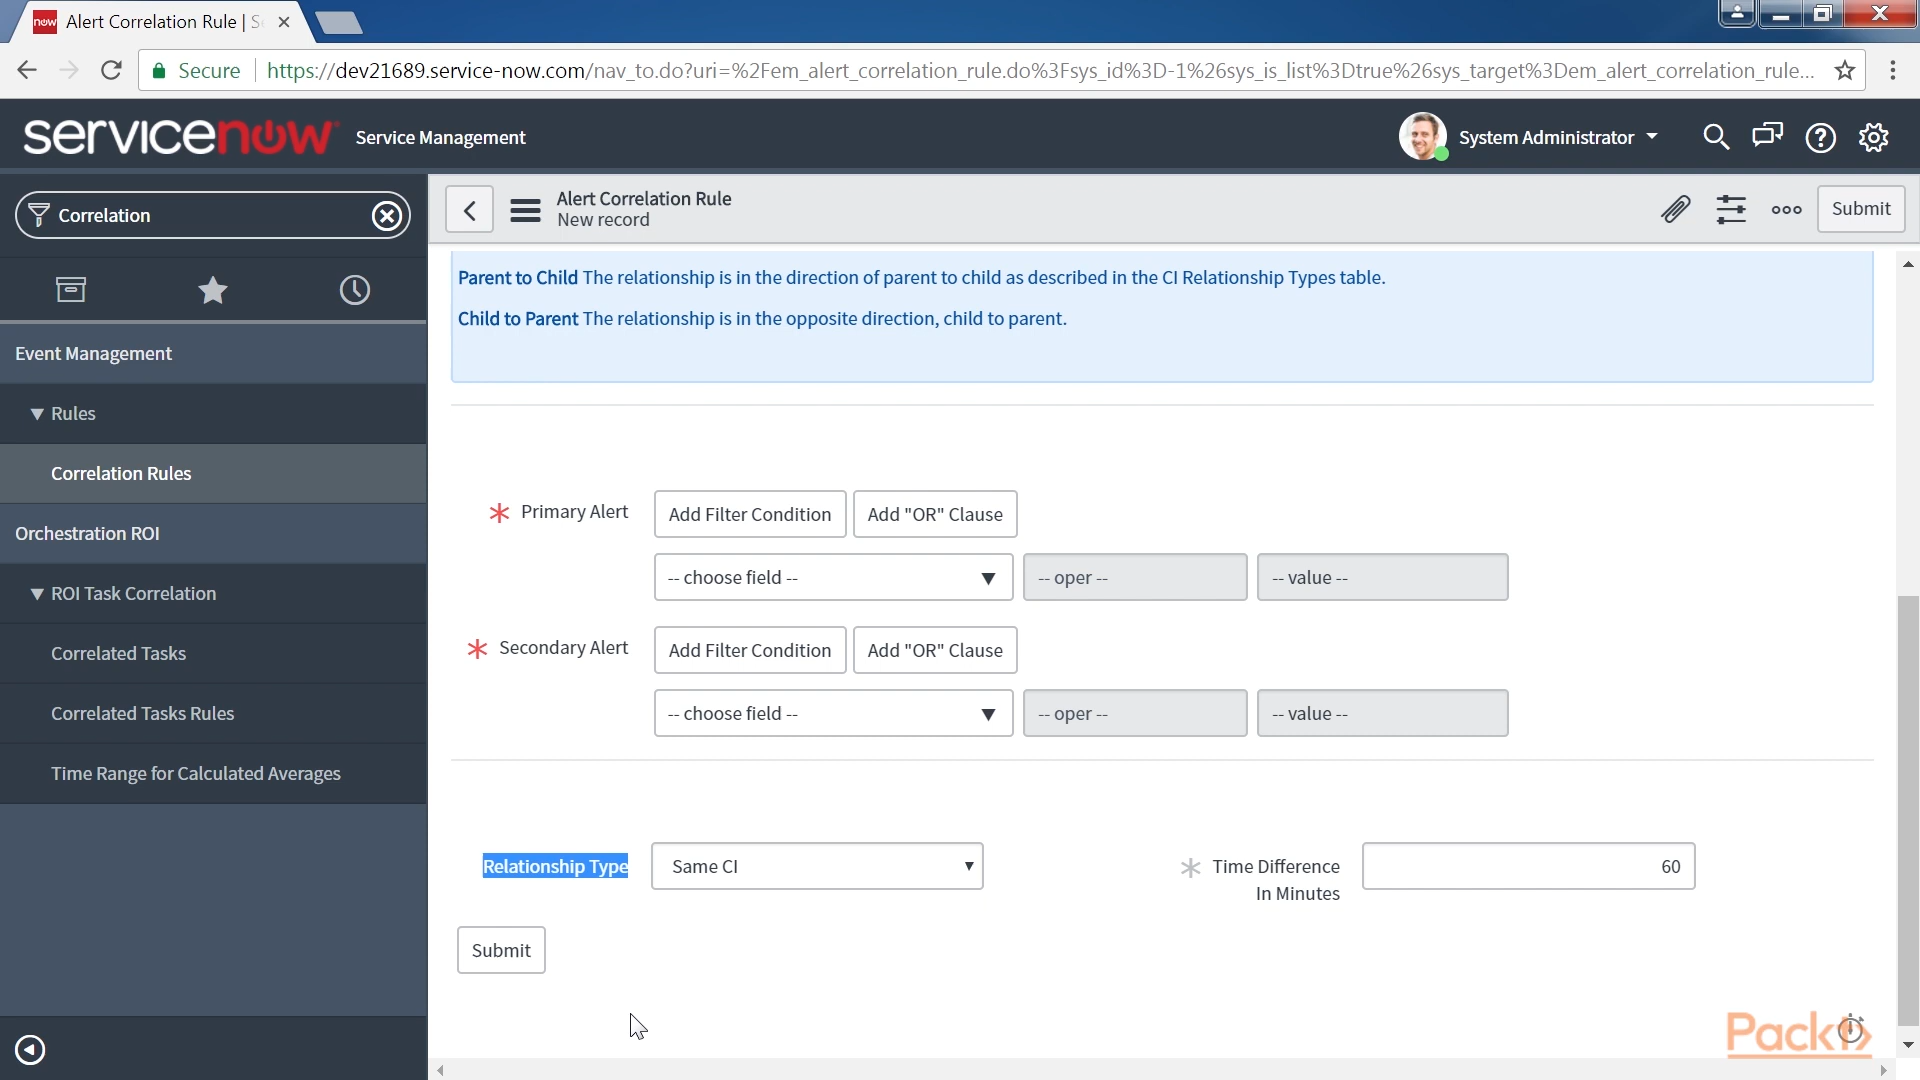 now Alert Correlation Rule | S
Secure https://dev21689.service-now.com/nav_to.do?uri=%2Fem_alert_correlation_rule.do%3Fsys_id%3D-1%26sys_is_list%3Dtrue%26sys_target%3Dem_alert_correlation_rule...
servicenow Service Management System Administrator
Correlation
Alert Correlation Rule
New record
Submit
Parent to Child The relationship is in the direction of parent to child as described in the CI Relationship Types table.
Child to Parent The relationship is in the opposite direction, child to parent.
Event Management
Rules
Correlation Rules
Orchestration ROI
ROI Task Correlation
Correlated Tasks
Correlated Tasks Rules
Time Range for Calculated Averages
* Primary Alert Add Filter Condition Add "OR" Clause
-- choose field -- -- oper -- -- value --
* Secondary Alert Add Filter Condition Add "OR" Clause
-- choose field -- -- oper -- -- value --
Relationship Type Same CI * Time Difference 60
In Minutes
Submit
Packt